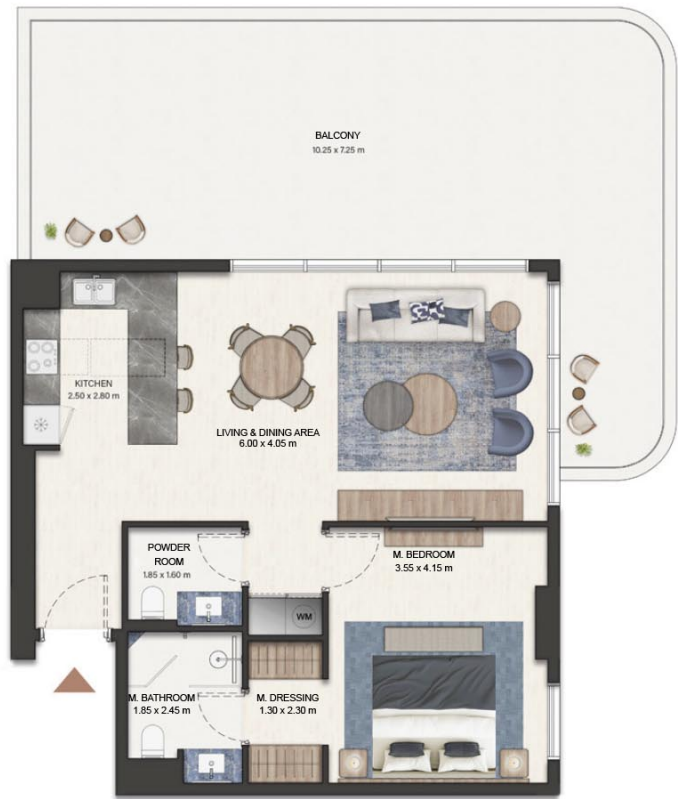 BALCONY
10.25 x 7.25 m
KITCHEN
2.50 x 2.80 m
LIVING & DINING AREA
6.00 x 4.05 m
POWDER
ROOM
1.85 x 1.60 m
M. BEDROOM
3.55 x 4.15 m
WM
M. BATHROOM
1.85 x 2.45 m
M. DRESSING
1.30 x 2.30 m